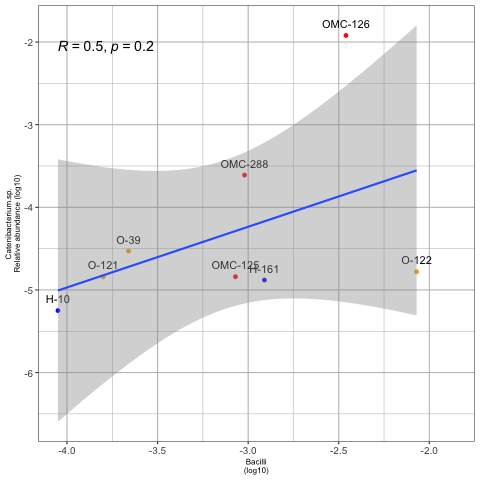 OMC-126
R = 0.5, p = 0.2
OMC-288
O-39
O-121
OMC-125
H-161
O-122
H-10
-2
-3
-4
-5
-6
Catenibacterium.sp.
Relative abundance (log10)
-4.0
-3.5
-3.0
-2.5
-2.0
Bacilli
(log10)